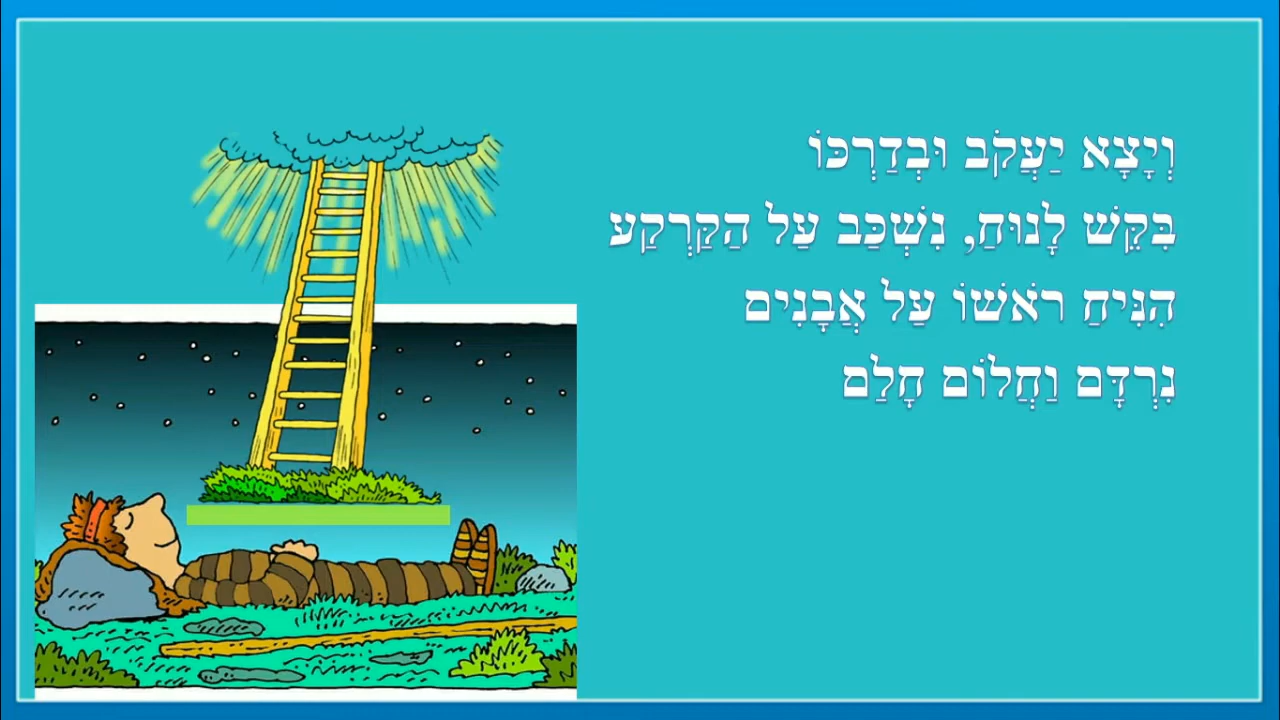 וְיָצָא יַעֲקֹב וּבְדַרְכּוֹ
בִּקֵּשׁ לָנוּחַ, נִשְׁכַּב עַל הַקַּרְקַע
הִנִּיחַ רֹאשׁוֹ עַל אֲבָנִים
נִרְדָּם וַחֲלוֹם חָלַם